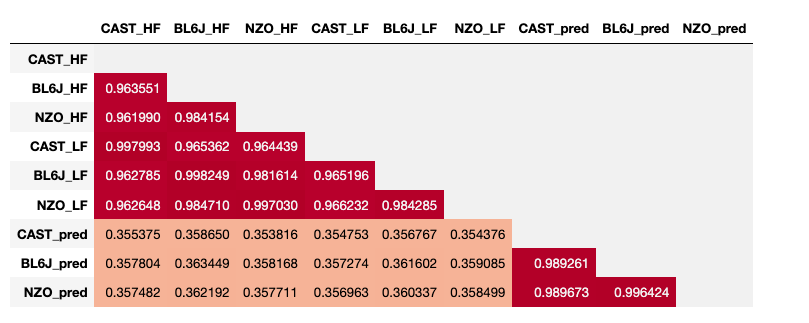 CAST_HF BL6J_HF NZO_HF CAST_LF BL6J_LF NZO_LF CAST_pred BL6J_pred NZO_pred
CAST_HF
BL6J_HF 0.963551
NZO_HF 0.961990 0.984154
CAST_LF 0.997993 0.965362 0.964439
BL6J_LF 0.962785 0.998249 0.981614 0.965196
NZO_LF 0.962648 0.984710 0.997030 0.966232 0.984285
CAST_pred 0.355375 0.358650 0.353816 0.354753 0.356767 0.354376
BL6J_pred 0.357804 0.363449 0.358168 0.357274 0.361602 0.359085 0.989261
NZO_pred 0.357482 0.362192 0.357711 0.356963 0.360337 0.358499 0.989673 0.996424